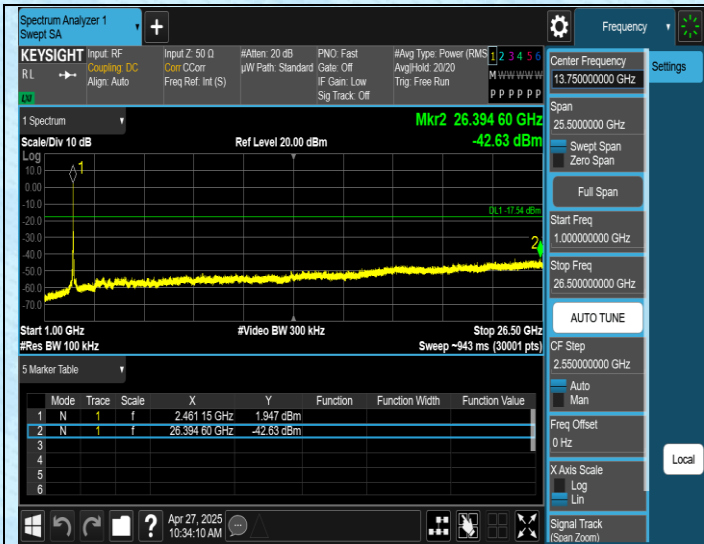 Spectrum Analyzer 1
Swept SA
+
Frequency
KEYSIGHT
RL
LXI
Input: RF
Coupling: DC
Align: Auto
Input Z: 50 Ω
Corr CCorr
Freq Ref: Int (S)
#Atten: 20 dB
µW Path: Standard
PNO: Fast
Gate: Off
IF Gain: Low
Sig Track: Off
#Avg Type: Power (RMS
Avg|Hold: 20/20
Trig: Free Run
1 2 3 4 5 6
M W W W W W
P P P P P P
1 Spectrum
Scale/Div 10 dB
Ref Level 20.00 dBm
Mkr2 26.394 60 GHz
-42.63 dBm
Log
10.0
0.00
-10.0
-20.0
-30.0
-40.0
-50.0
-60.0
-70.0
1
DL1 -17.54 dBm
2
Start 1.00 GHz
#Res BW 100 kHz
#Video BW 300 kHz
Stop 26.50 GHz
Sweep ~943 ms (30001 pts)
5 Marker Table
Mode Trace Scale X Y Function Function Width Function Value
1 N 1 f 2.461 15 GHz 1.947 dBm
2 N 1 f 26.394 60 GHz -42.63 dBm
3
4
5
6
Center Frequency
13.750000000 GHz
Settings
Span
25.5000000 GHz
Swept Span
Zero Span
Full Span
Start Freq
1.000000000 GHz
Stop Freq
26.500000000 GHz
AUTO TUNE
CF Step
2.550000000 GHz
Auto
Man
Freq Offset
0 Hz
X Axis Scale
Log
Lin
Local
Signal Track
(Span Zoom)
?
Apr 27, 2025
10:34:10 AM